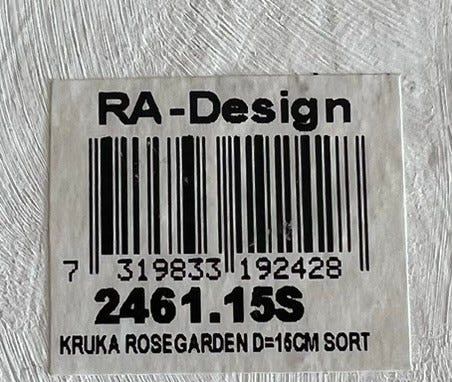 RA-Design
7 319833 192428
2461.15S
KRUKA ROSEGARDEN D=15CM SORT